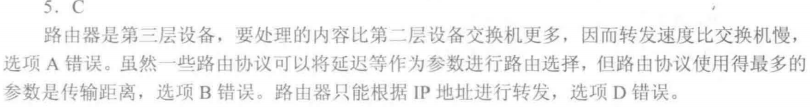 5. C
路由器是第三层设备，要处理的内容比第二层设备交换机更多，因而转发速度比交换机慢，
选项 A 错误。虽然一些路由协议可以将延迟等作为参数进行路由选择，但路由协议使用得最多的
参数是传输距离，选项 B 错误。路由器只能根据 IP 地址进行转发，选项 D 错误。